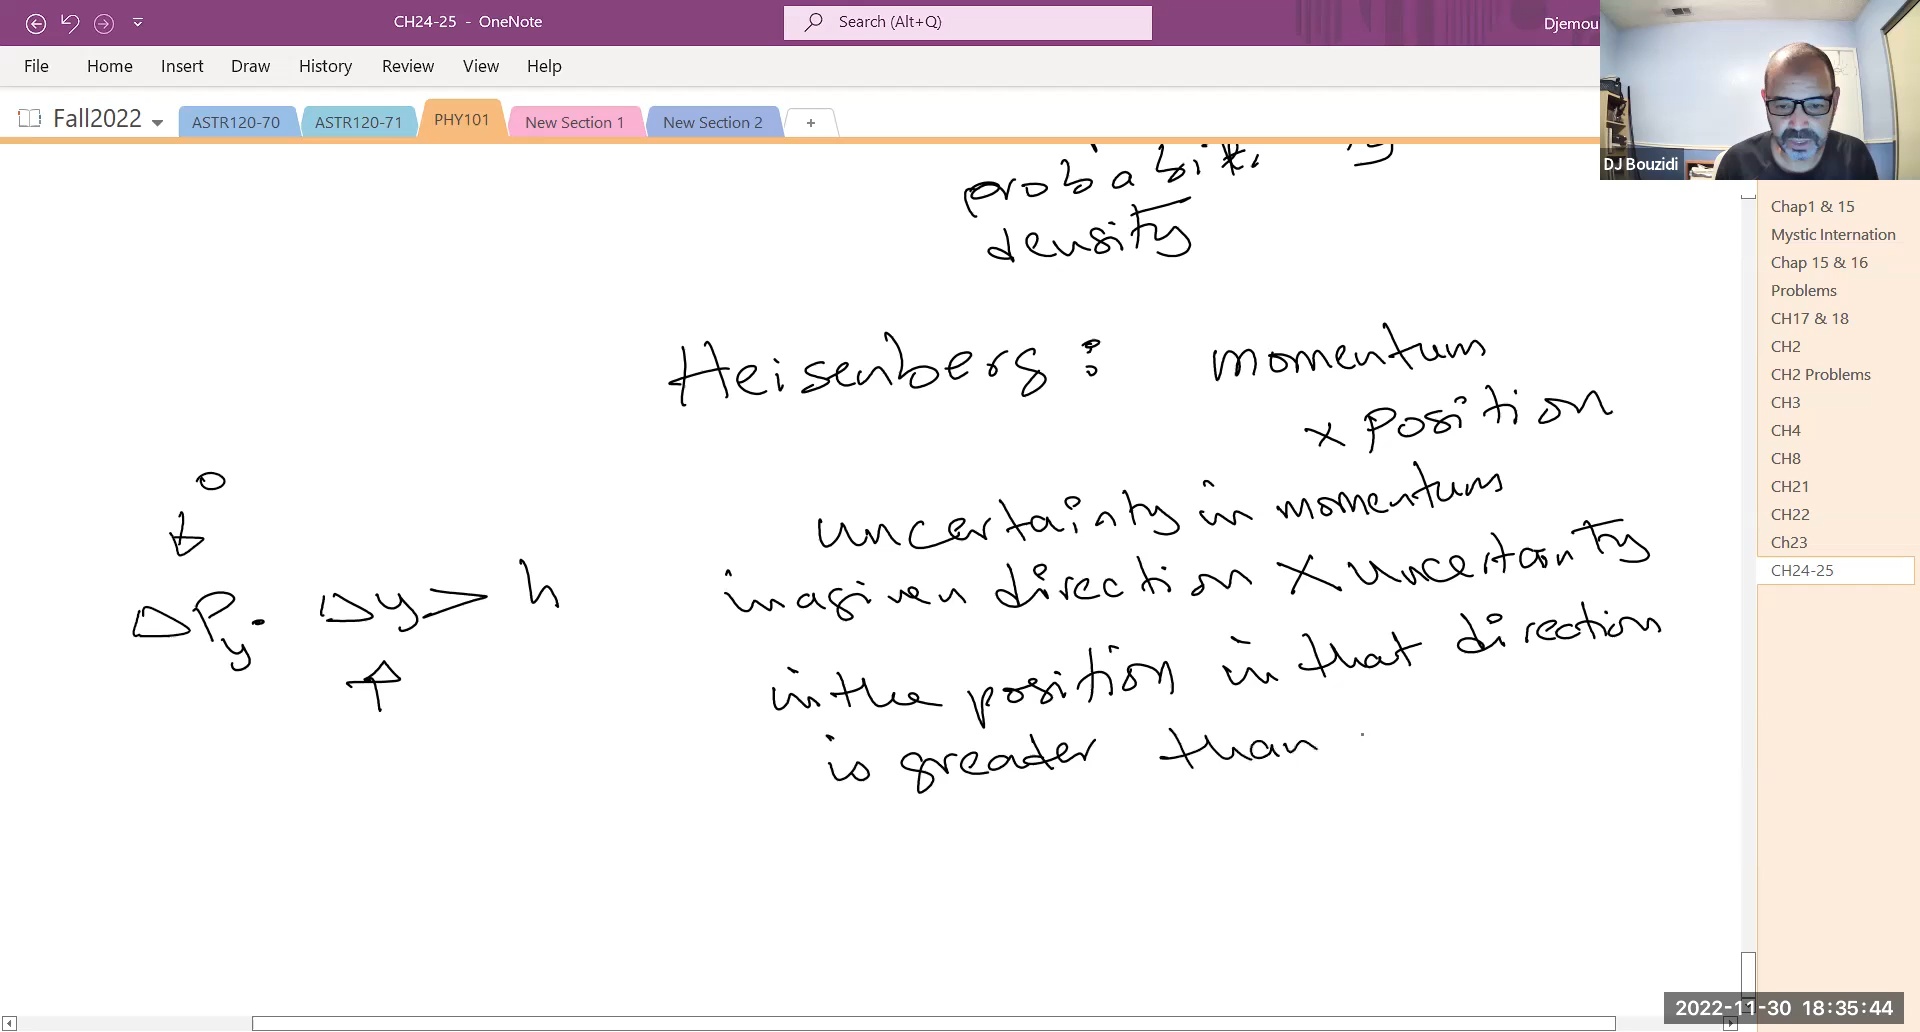 CH24-25 - OneNote
Search (Alt+Q)
Djemou
File Home Insert Draw History Review View Help
Fall2022
ASTR120-70
ASTR120-71
PHY101
New Section 1
New Section 2
+
DJ Bouzidi
density
Heisenberg : momentum
x position
uncertainty in momentum
in a given direction X uncertainty
in the position in that direction
is greater than
0
ΔPy · Δy > h
Chap1 & 15
Mystic Internation
Chap 15 & 16
Problems
CH17 & 18
CH2
CH2 Problems
CH3
CH4
CH8
CH21
CH22
Ch23
CH24-25
2022-11-30 18:35:44